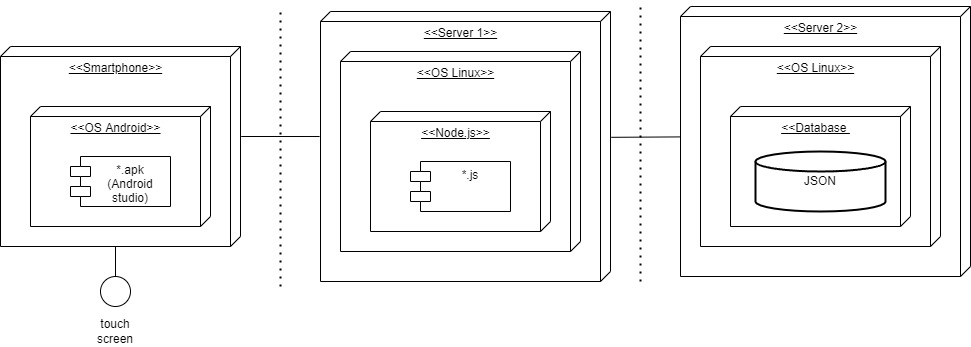 <<Smartphone>>
<<OS Android>>
*.apk
(Android
studio)
touch
screen
<<Server 1>>
<<OS Linux>>
<<Node.js>>
*.js
<<Server 2>>
<<OS Linux>>
<<Database
JSON